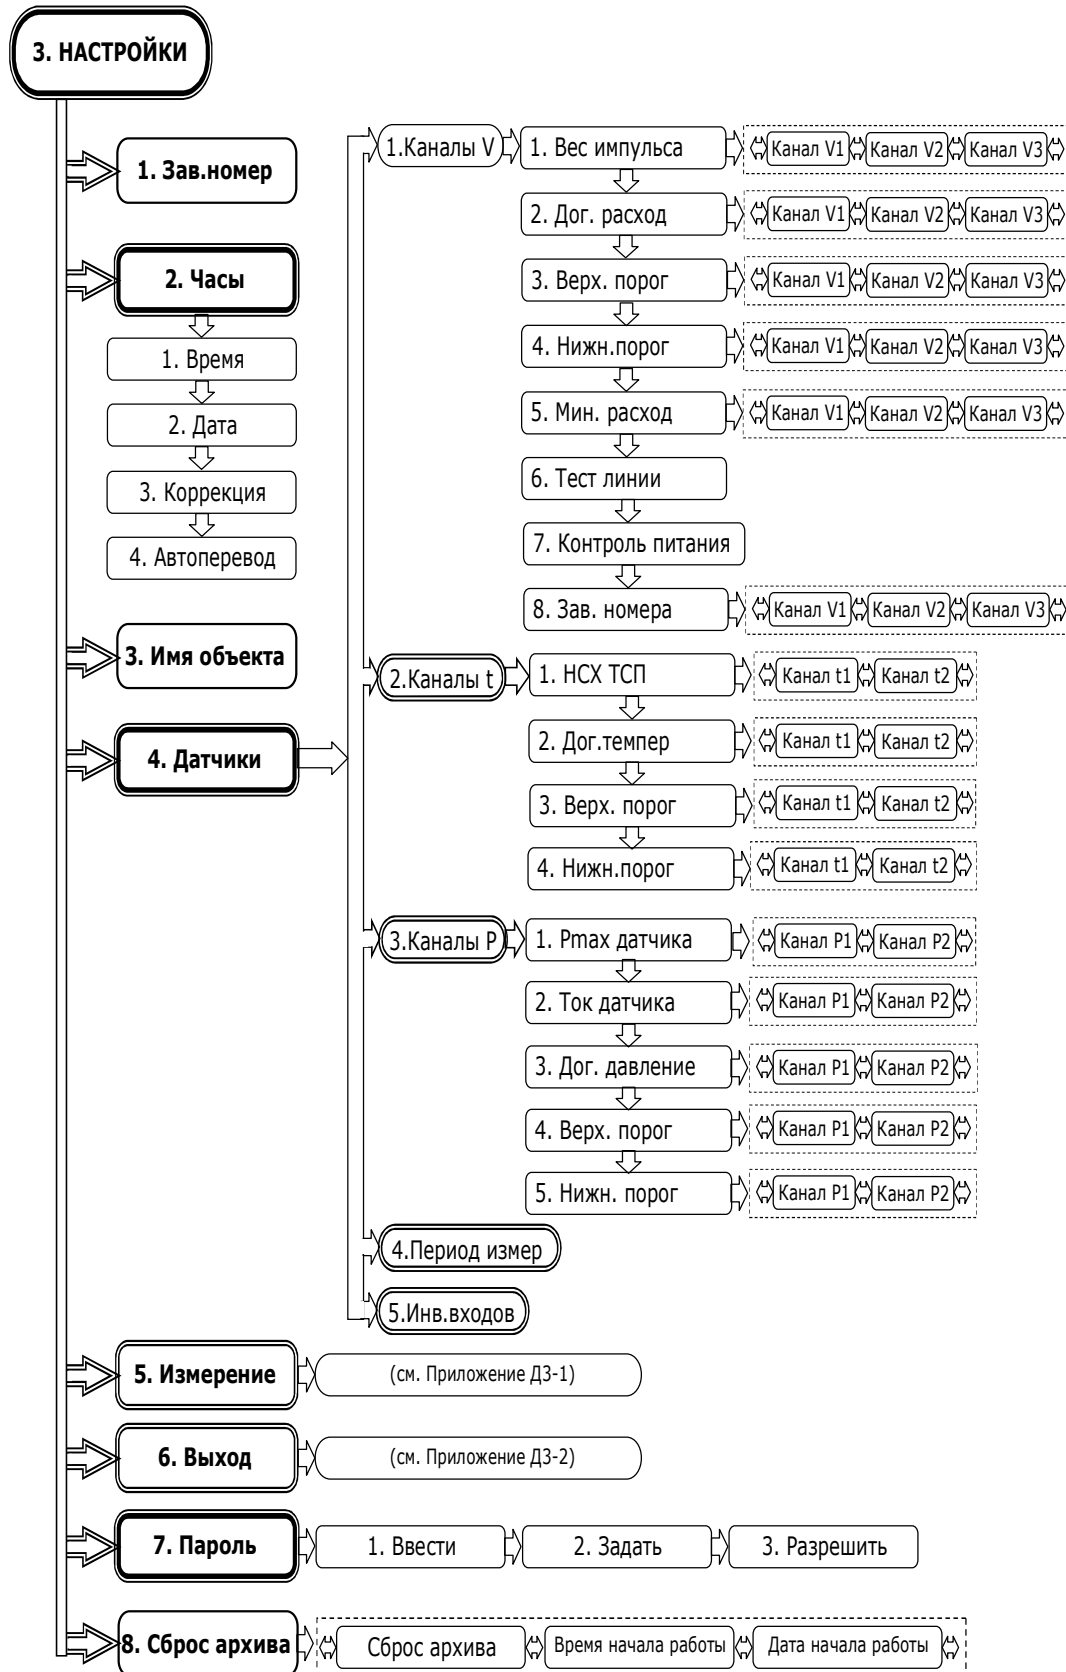 3. НАСТРОЙКИ
1. Зав.номер
2. Часы
1. Время
2. Дата
3. Коррекция
4. Автоперевод
3. Имя объекта
4. Датчики
1.Каналы V
1. Вес импульса
Канал V1 Канал V2 Канал V3
2. Дог. расход
Канал V1 Канал V2 Канал V3
3. Верх. порог
Канал V1 Канал V2 Канал V3
4. Нижн.порог
Канал V1 Канал V2 Канал V3
5. Мин. расход
Канал V1 Канал V2 Канал V3
6. Тест линии
7. Контроль питания
8. Зав. номера
Канал V1 Канал V2 Канал V3
2.Каналы t
1. НСХ ТСП
Канал t1 Канал t2
2. Дог.темпер
Канал t1 Канал t2
3. Верх. порог
Канал t1 Канал t2
4. Нижн.порог
Канал t1 Канал t2
3.Каналы P
1. Pmax датчика
Канал P1 Канал P2
2. Ток датчика
Канал P1 Канал P2
3. Дог. давление
Канал P1 Канал P2
4. Верх. порог
Канал P1 Канал P2
5. Нижн. порог
Канал P1 Канал P2
4.Период измер
5.Инв.входов
5. Измерение
(см. Приложение Д3-1)
6. Выход
(см. Приложение Д3-2)
7. Пароль
1. Ввести
2. Задать
3. Разрешить
8. Сброс архива
Сброс архива
Время начала работы
Дата начала работы